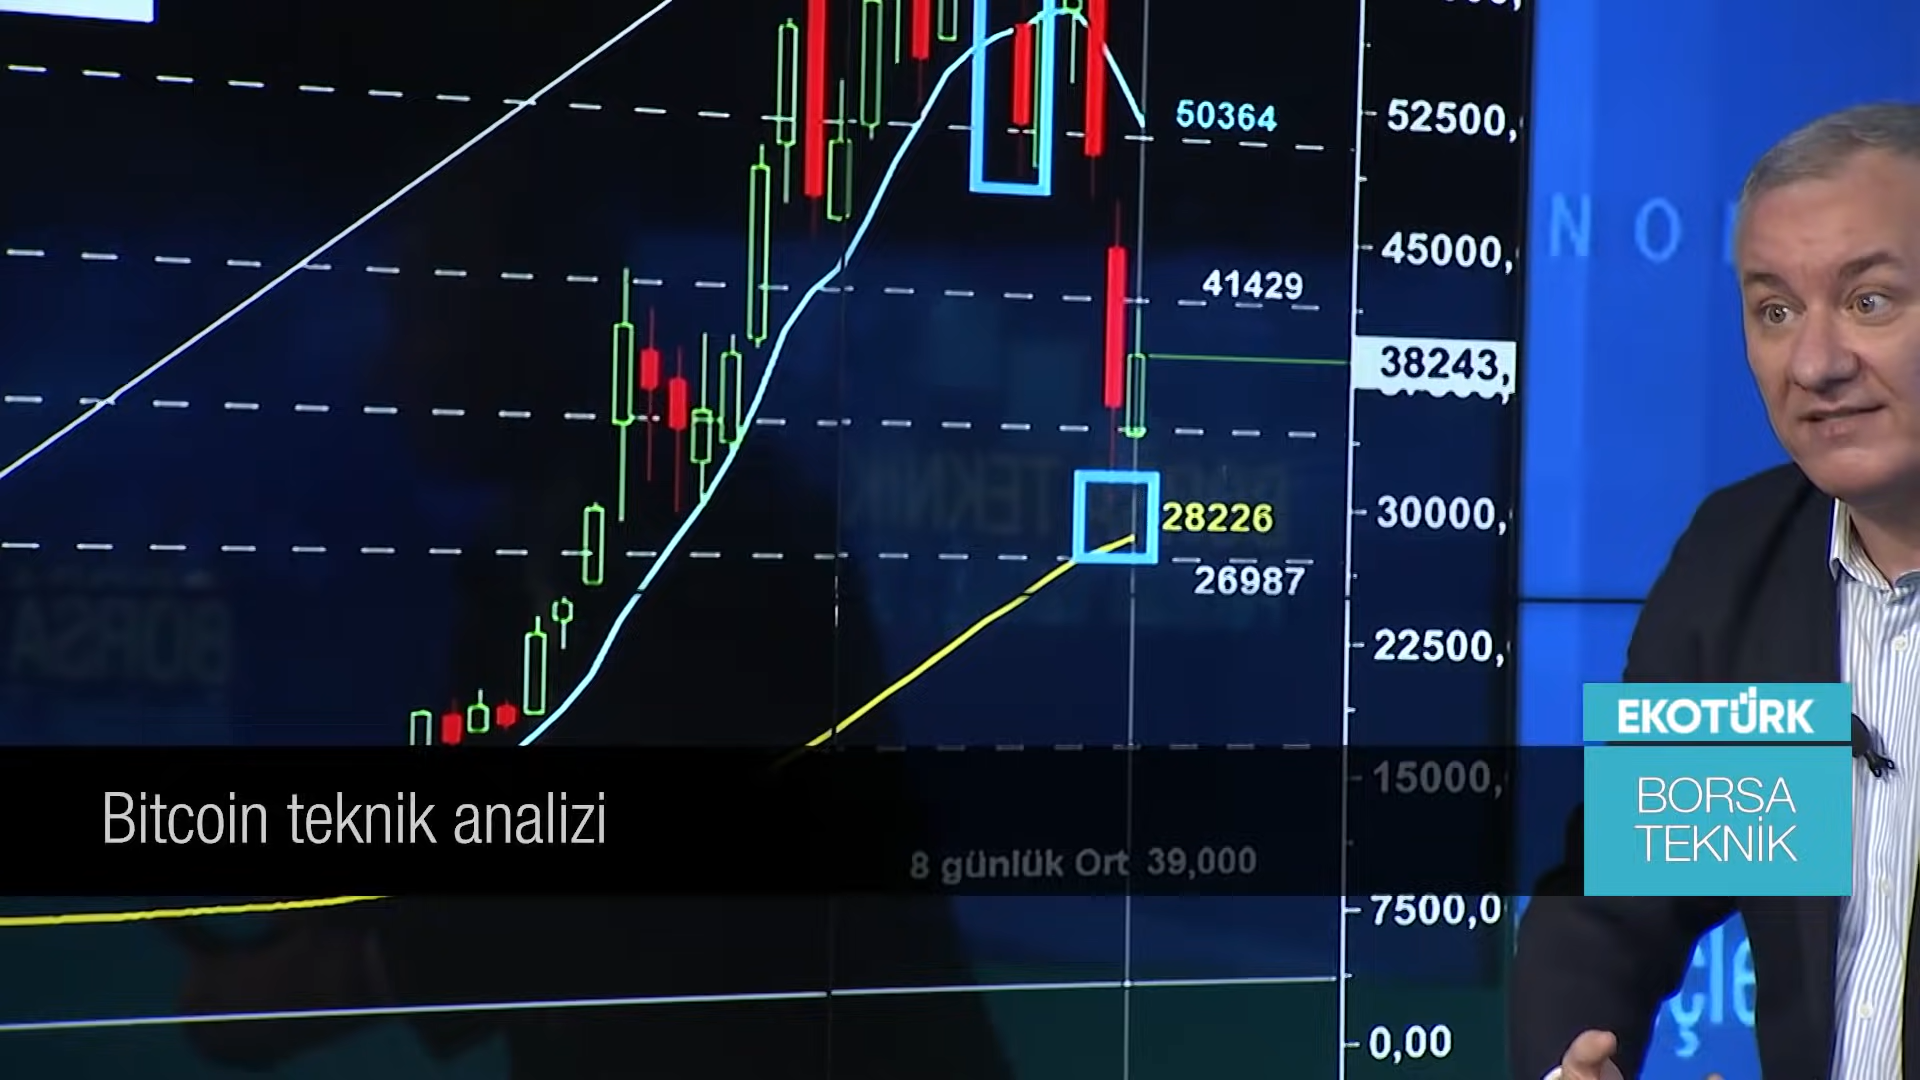 50364
52500,
45000,
N O
41429
38243,
30000,
28226
26987
22500,
EKOTÜRK
BORSA
TEKNİK
15000,
Bitcoin teknik analizi
8 günlük Ort 39,000
7500,0
çle
0,00